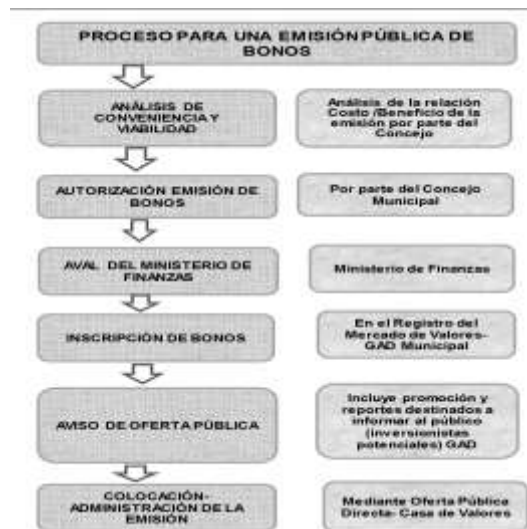 PROCESO PARA UNA EMISIÓN PÚBLICA DE
BONOS
ANÁLISIS DE
CONVENIENCIA Y
VIABILIDAD
Análisis de la relación
Costo /Beneficio de la
emisión por parte del
Concejo
AUTORIZACIÓN EMISIÓN DE
BONOS
Por parte del Concejo
Municipal
AVAL DEL MINISTERIO DE
FINANZAS
Ministerio de Finanzas
INSCRIPCIÓN DE BONOS
En el Registro del
Mercado de Valores-
GAD Municipal
AVISO DE OFERTA PÚBLICA
Incluye promoción y
reportes destinados a
informar al público
(inversionistas
potenciales) GAD
COLOCACIÓN-
ADMINISTRACIÓN DE LA
EMISIÓN
Mediante Oferta Pública
Directa- Casa de Valores